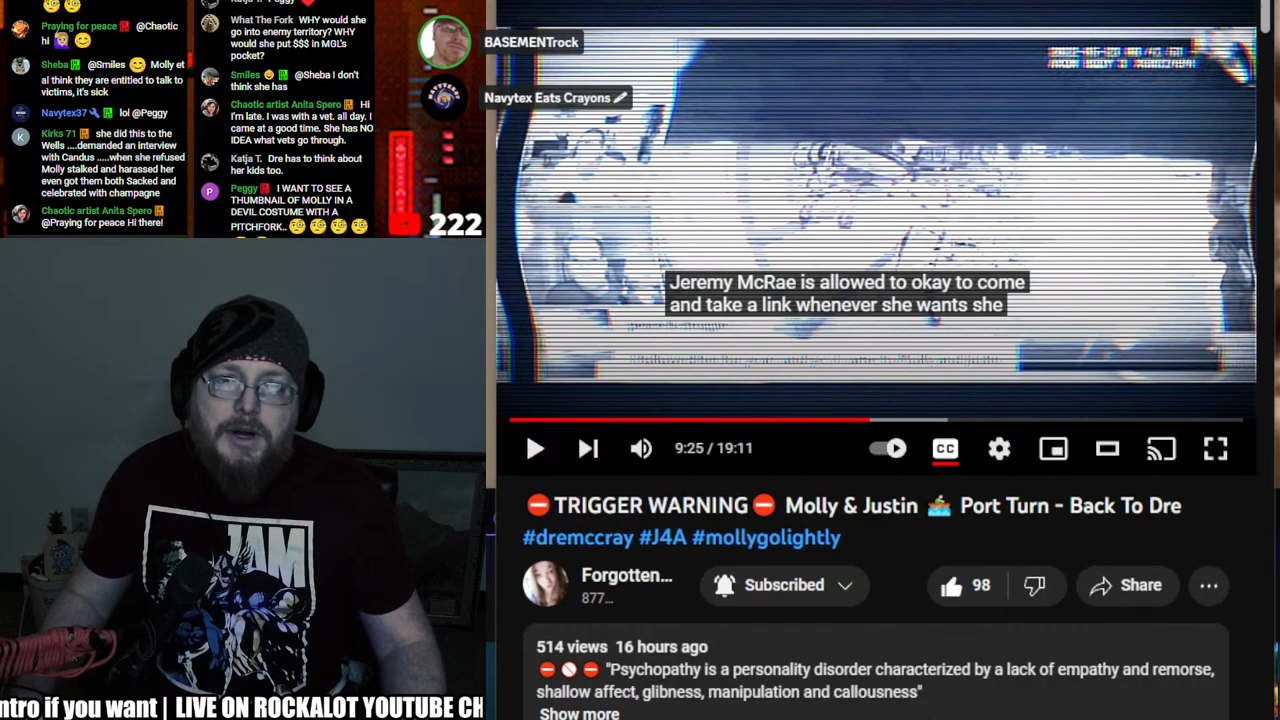 Praying for peace @Chaotic
hi
Sheba @Smiles Molly et
al think they are entitled to talk to
victims, it's sick
Navytex37 lol @Peggy
Kirks 71 she did this to the
Wells ....demanded an interview
with Candus .....when she refused
Molly stalked and harassed her
even got them both Sacked and
celebrated with champagne
Chaotic artist Anita Spero
@Praying for peace Hi there!
What The Fork WHY would she
go into enemy territory? WHY
would she put $$$ in MGL's
pocket?
Smiles @Sheba I don't
think she has
Chaotic artist Anita Spero Hi
I'm late. I was with a vet. all day. I
came at a good time. She has NO
IDEA what vets go through.
Katja T. Dre has to think about
her kids too.
Peggy I WANT TO SEE A
THUMBNAIL OF MOLLY IN A
DEVIL COSTUME WITH A
PITCHFORK..
222
BASEMENTrock
Navytex Eats Crayons
Jeremy McRae is allowed to okay to come
and take a link whenever she wants she
9:25 / 19:11
CC
⛔TRIGGER WARNING⛔ Molly & Justin 🚣 Port Turn - Back To Dre
#dremccray #J4A #mollygolightly
Forgotten...
877...
Subscribed
98
Share
514 views 16 hours ago
⛔🚫⛔ "Psychopathy is a personality disorder characterized by a lack of empathy and remorse,
shallow affect, glibness, manipulation and callousness"
Show more
JAM
ntro if you want | LIVE ON ROCKALOT YOUTUBE CH